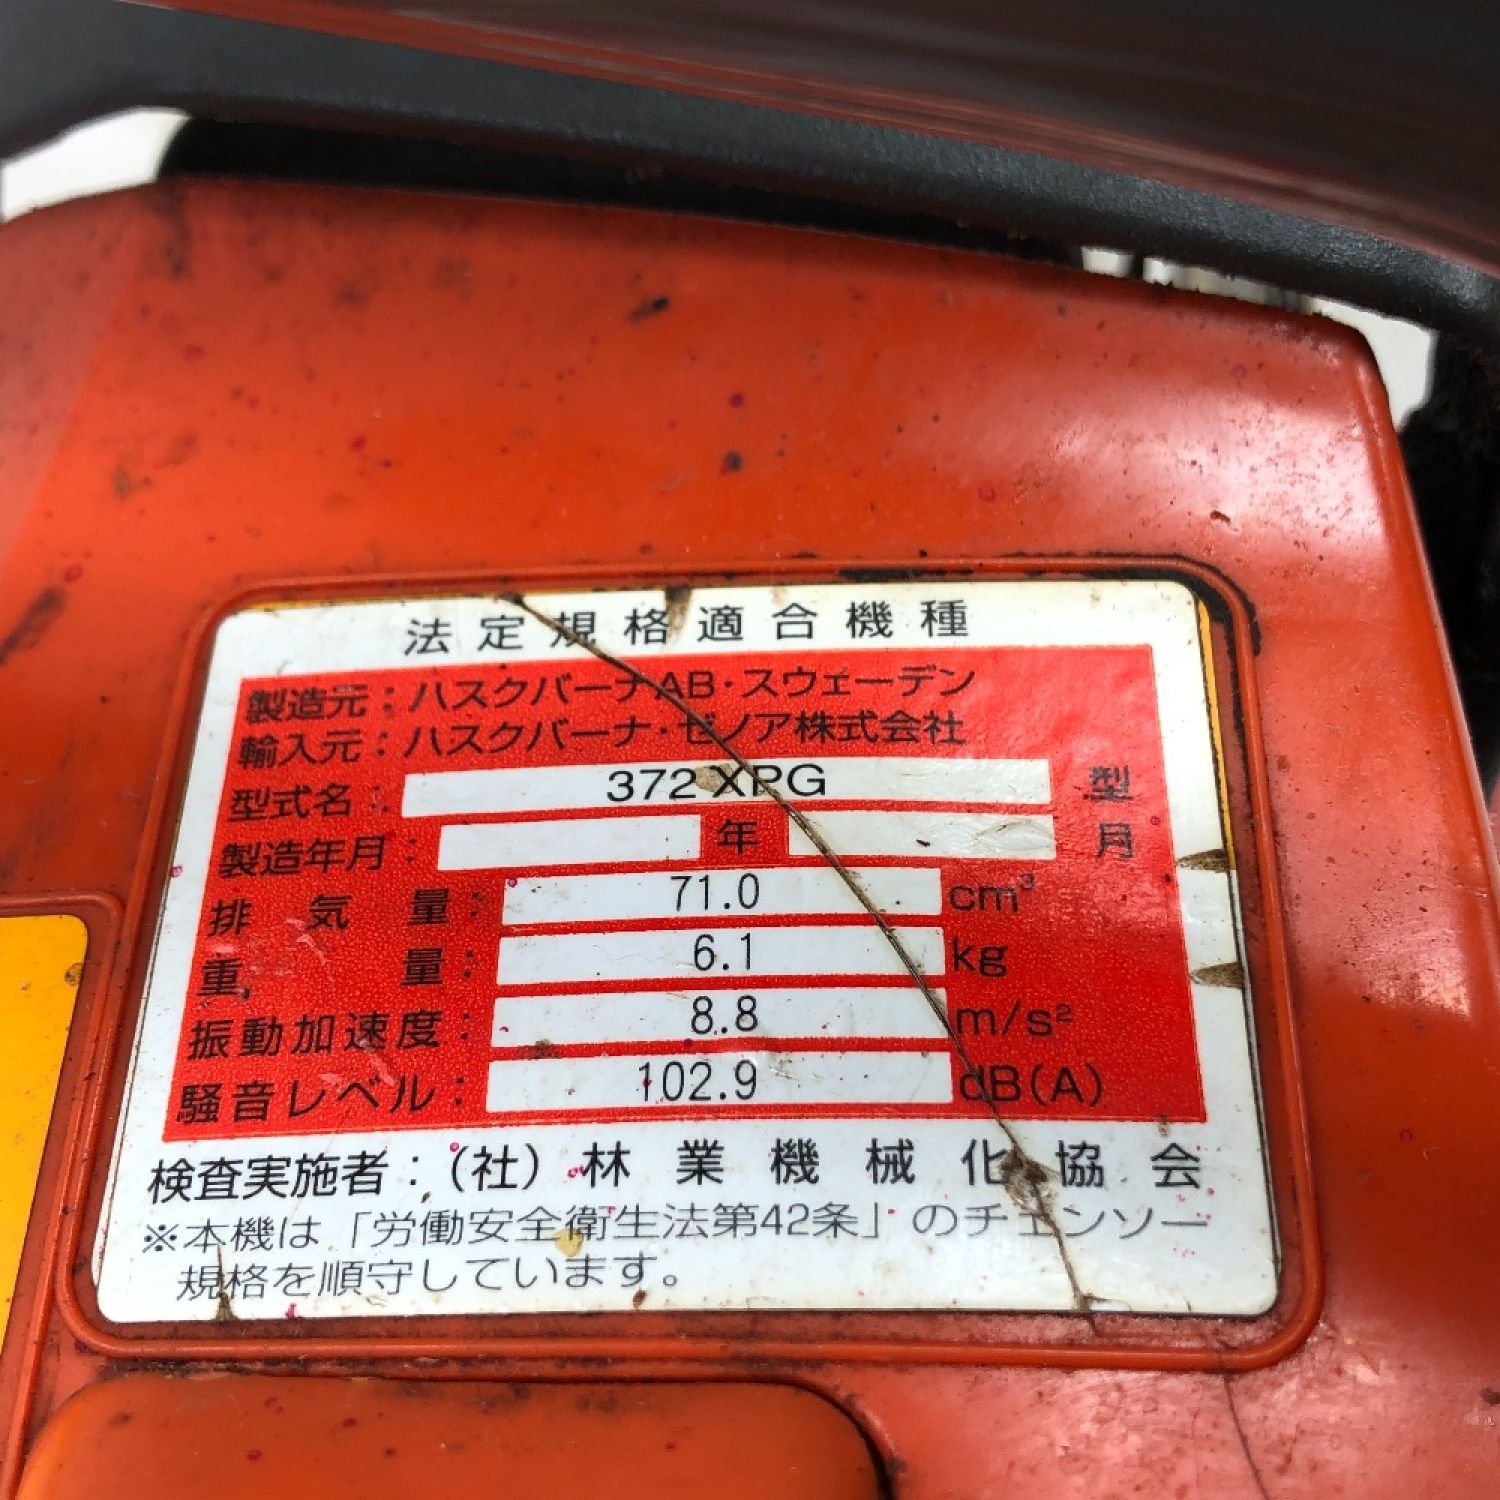 法定規格適合機種
製造元：ハスクバーナAB・スウェーデン
輸入元：ハスクバーナ・ゼノア株式会社
型式名： 372XPG 型
製造年月： 年 月
排気量： 71.0 cm³
重量： 6.1 kg
振動加速度： 8.8 m/s²
騒音レベル： 102.9 dB(A)
検査実施者：（社）林業機械化協会
※本機は「労働安全衛生法第42条」のチェンソー
規格を順守しています。